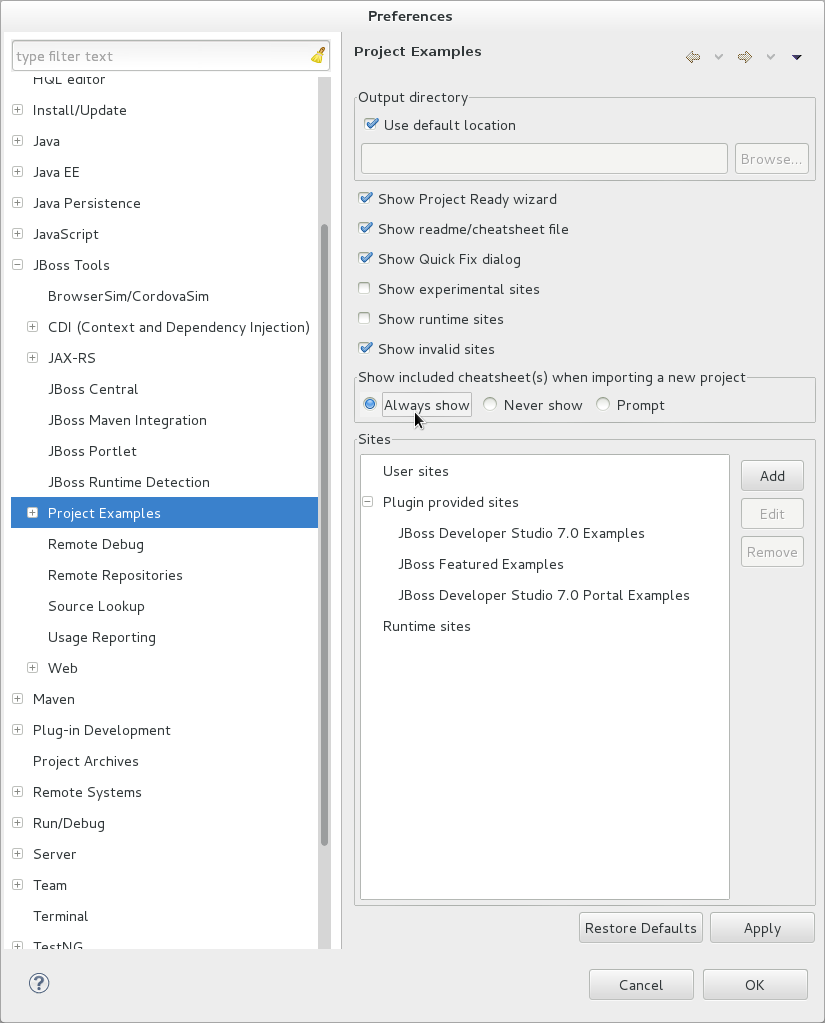 Preferences
type filter text
HQL editor
Install/Update
Java
Java EE
Java Persistence
JavaScript
JBoss Tools
BrowserSim/CordovaSim
CDI (Context and Dependency Injection)
JAX-RS
JBoss Central
JBoss Maven Integration
JBoss Portlet
JBoss Runtime Detection
Project Examples
Remote Debug
Remote Repositories
Source Lookup
Usage Reporting
Web
Maven
Plug-in Development
Project Archives
Remote Systems
Run/Debug
Server
Team
Terminal
TestNG
Project Examples
Output directory
Use default location
Browse...
Show Project Ready wizard
Show readme/cheatsheet file
Show Quick Fix dialog
Show experimental sites
Show runtime sites
Show invalid sites
Show included cheatsheet(s) when importing a new project
Always show Never show Prompt
Sites
User sites
Plugin provided sites
JBoss Developer Studio 7.0 Examples
JBoss Featured Examples
JBoss Developer Studio 7.0 Portal Examples
Runtime sites
Add
Edit
Remove
Restore Defaults Apply
? Cancel OK